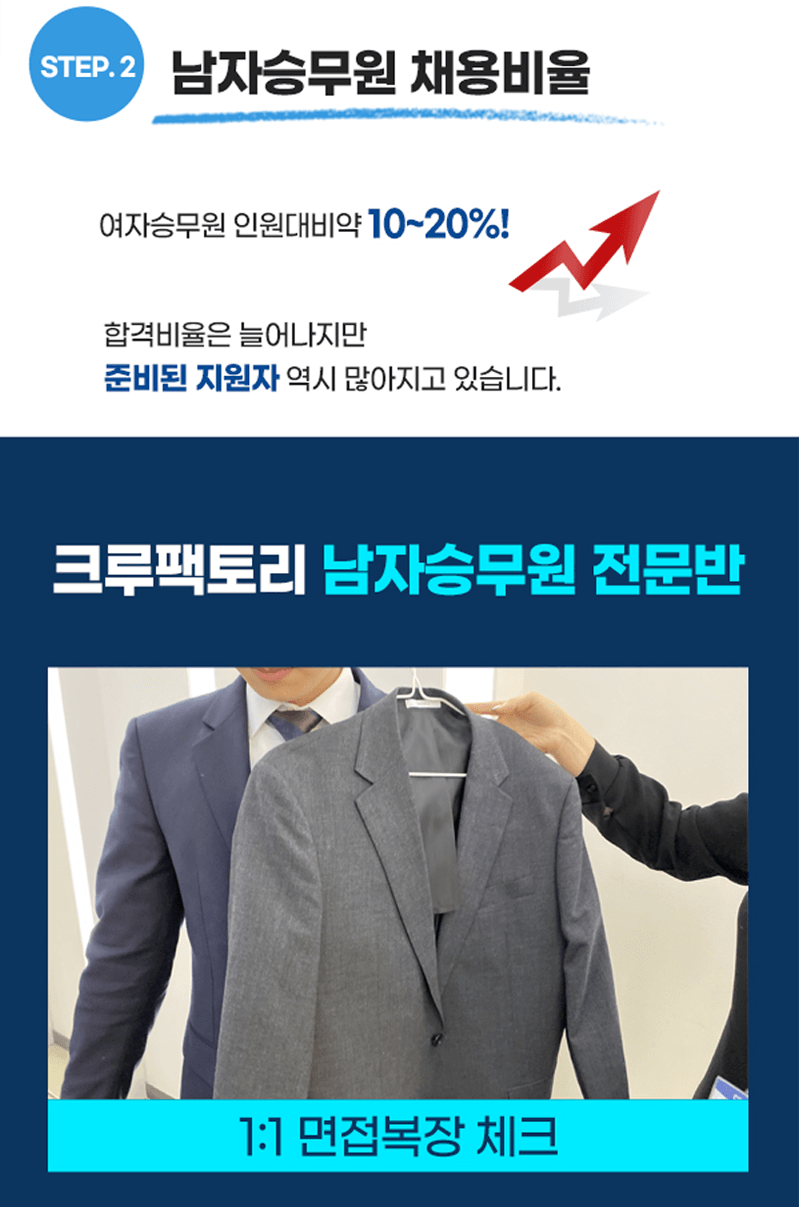 STEP. 2
남자승무원 채용비율
여자승무원 인원대비약 10~20%!
합격비율은 늘어나지만
준비된 지원자 역시 많아지고 있습니다.
크루팩토리 남자승무원 전문반
1:1 면접복장 체크